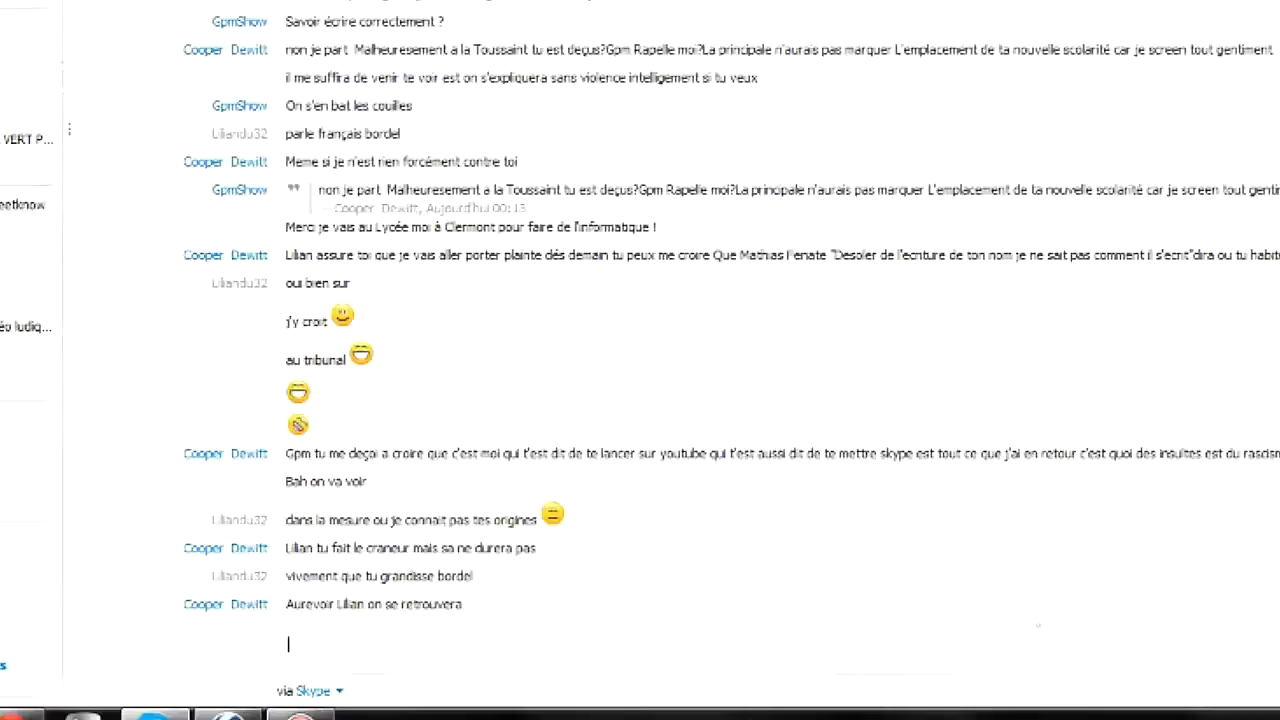 GpmShow Savoir écrire correctement ?
Cooper Dewitt non je part Malheuresement a la Toussaint tu est deçus?Gpm Rapelle moi?La principale n'aurais pas marquer L'emplacement de ta nouvelle scolarité car je screen tout gentiment
il me suffira de venir te voir est on s'expliquera sans violence intelligement si tu veux
GpmShow On s'en bat les couilles
Liliandu32 parle français bordel
VERT P...
Cooper Dewitt Meme si je n'est rien forcément contre toi
GpmShow non je part Malheuresement a la Toussaint tu est deçus?Gpm Rapelle moi?La principale n'aurais pas marquer L'emplacement de ta nouvelle scolarité car je screen tout gentim
eetknow
— Cooper Dewitt, Aujourd'hui 00:13
Merci je vais au Lycée moi à Clermont pour faire de l'informatique !
Cooper Dewitt Lilian assure toi que je vais aller porter plainte dés demain tu peux me croire Que Mathias Fenate "Desoler de l'ecriture de ton nom je ne sait pas comment il s'ecrit"dira ou tu habite
Liliandu32 oui bien sur
j'y croit
éo ludiq...
au tribunal
Cooper Dewitt Gpm tu me deçoi a croire que c'est moi qui t'est dit de te lancer sur youtube qui t'est aussi dit de te mettre skype est tout ce que j'ai en retour c'est quoi des insultes est du rascism
Bah on va voir
Liliandu32 dans la mesure ou je connait pas tes origines
Cooper Dewitt Lilian tu fait le craneur mais sa ne durera pas
Liliandu32 vivement que tu grandisse bordel
Cooper Dewitt Aurevoir Lilian on se retrouvera
s
via Skype